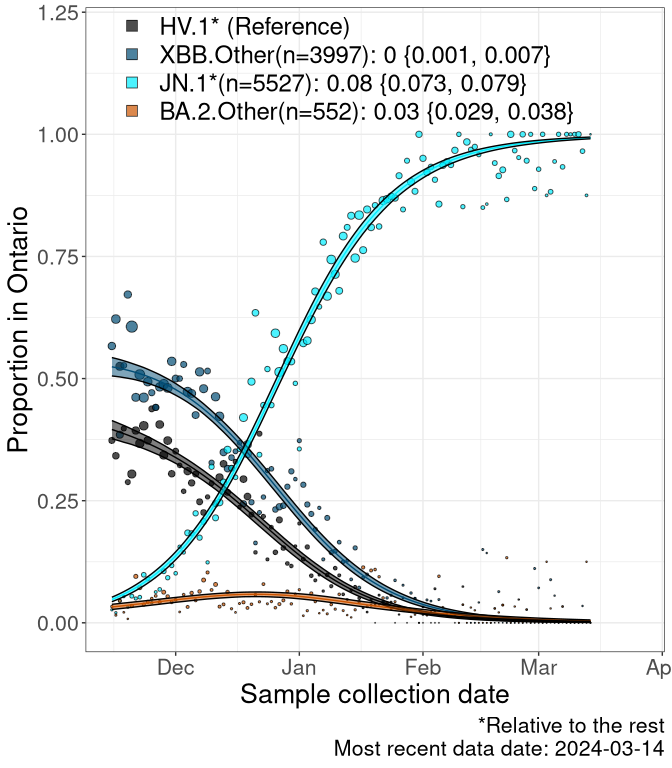 1.25
HV.1* (Reference)
XBB.Other(n=3997): 0 {0.001, 0.007}
JN.1*(n=5527): 0.08 {0.073, 0.079}
BA.2.Other(n=552): 0.03 {0.029, 0.038}
1.00
0.75
Proportion in Ontario
0.50
0.25
0.00
Dec Jan Feb Mar Ap
Sample collection date
*Relative to the rest
Most recent data date: 2024-03-14